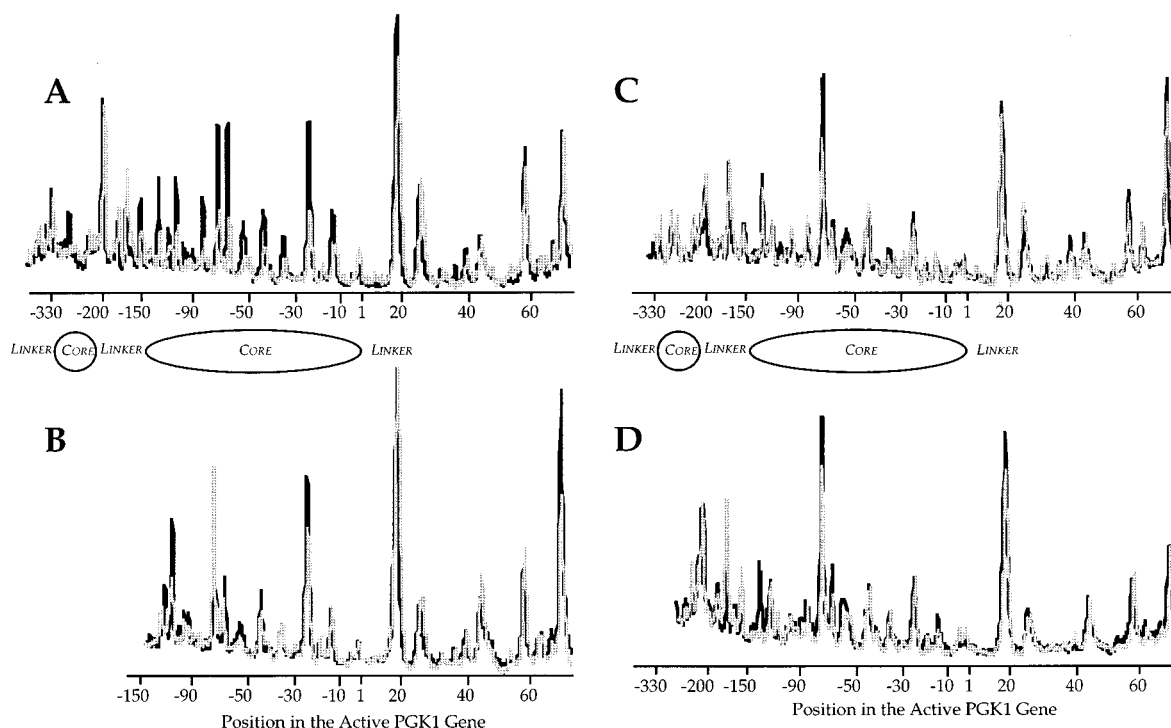 A
C
-330 -200 -150 -90 -50 -30 -10 1 20 40 60
-330 -200 -150 -90 -50 -30 -10 1 20 40 60
LINKER CORE LINKER CORE LINKER
LINKER CORE LINKER CORE LINKER
B
D
-150 -90 -50 -30 -10 1 20 40 60
-330 -200 -150 -90 -50 -30 -10 1 20 40 60
Position in the Active PGK1 Gene
Position in the Active PGK1 Gene